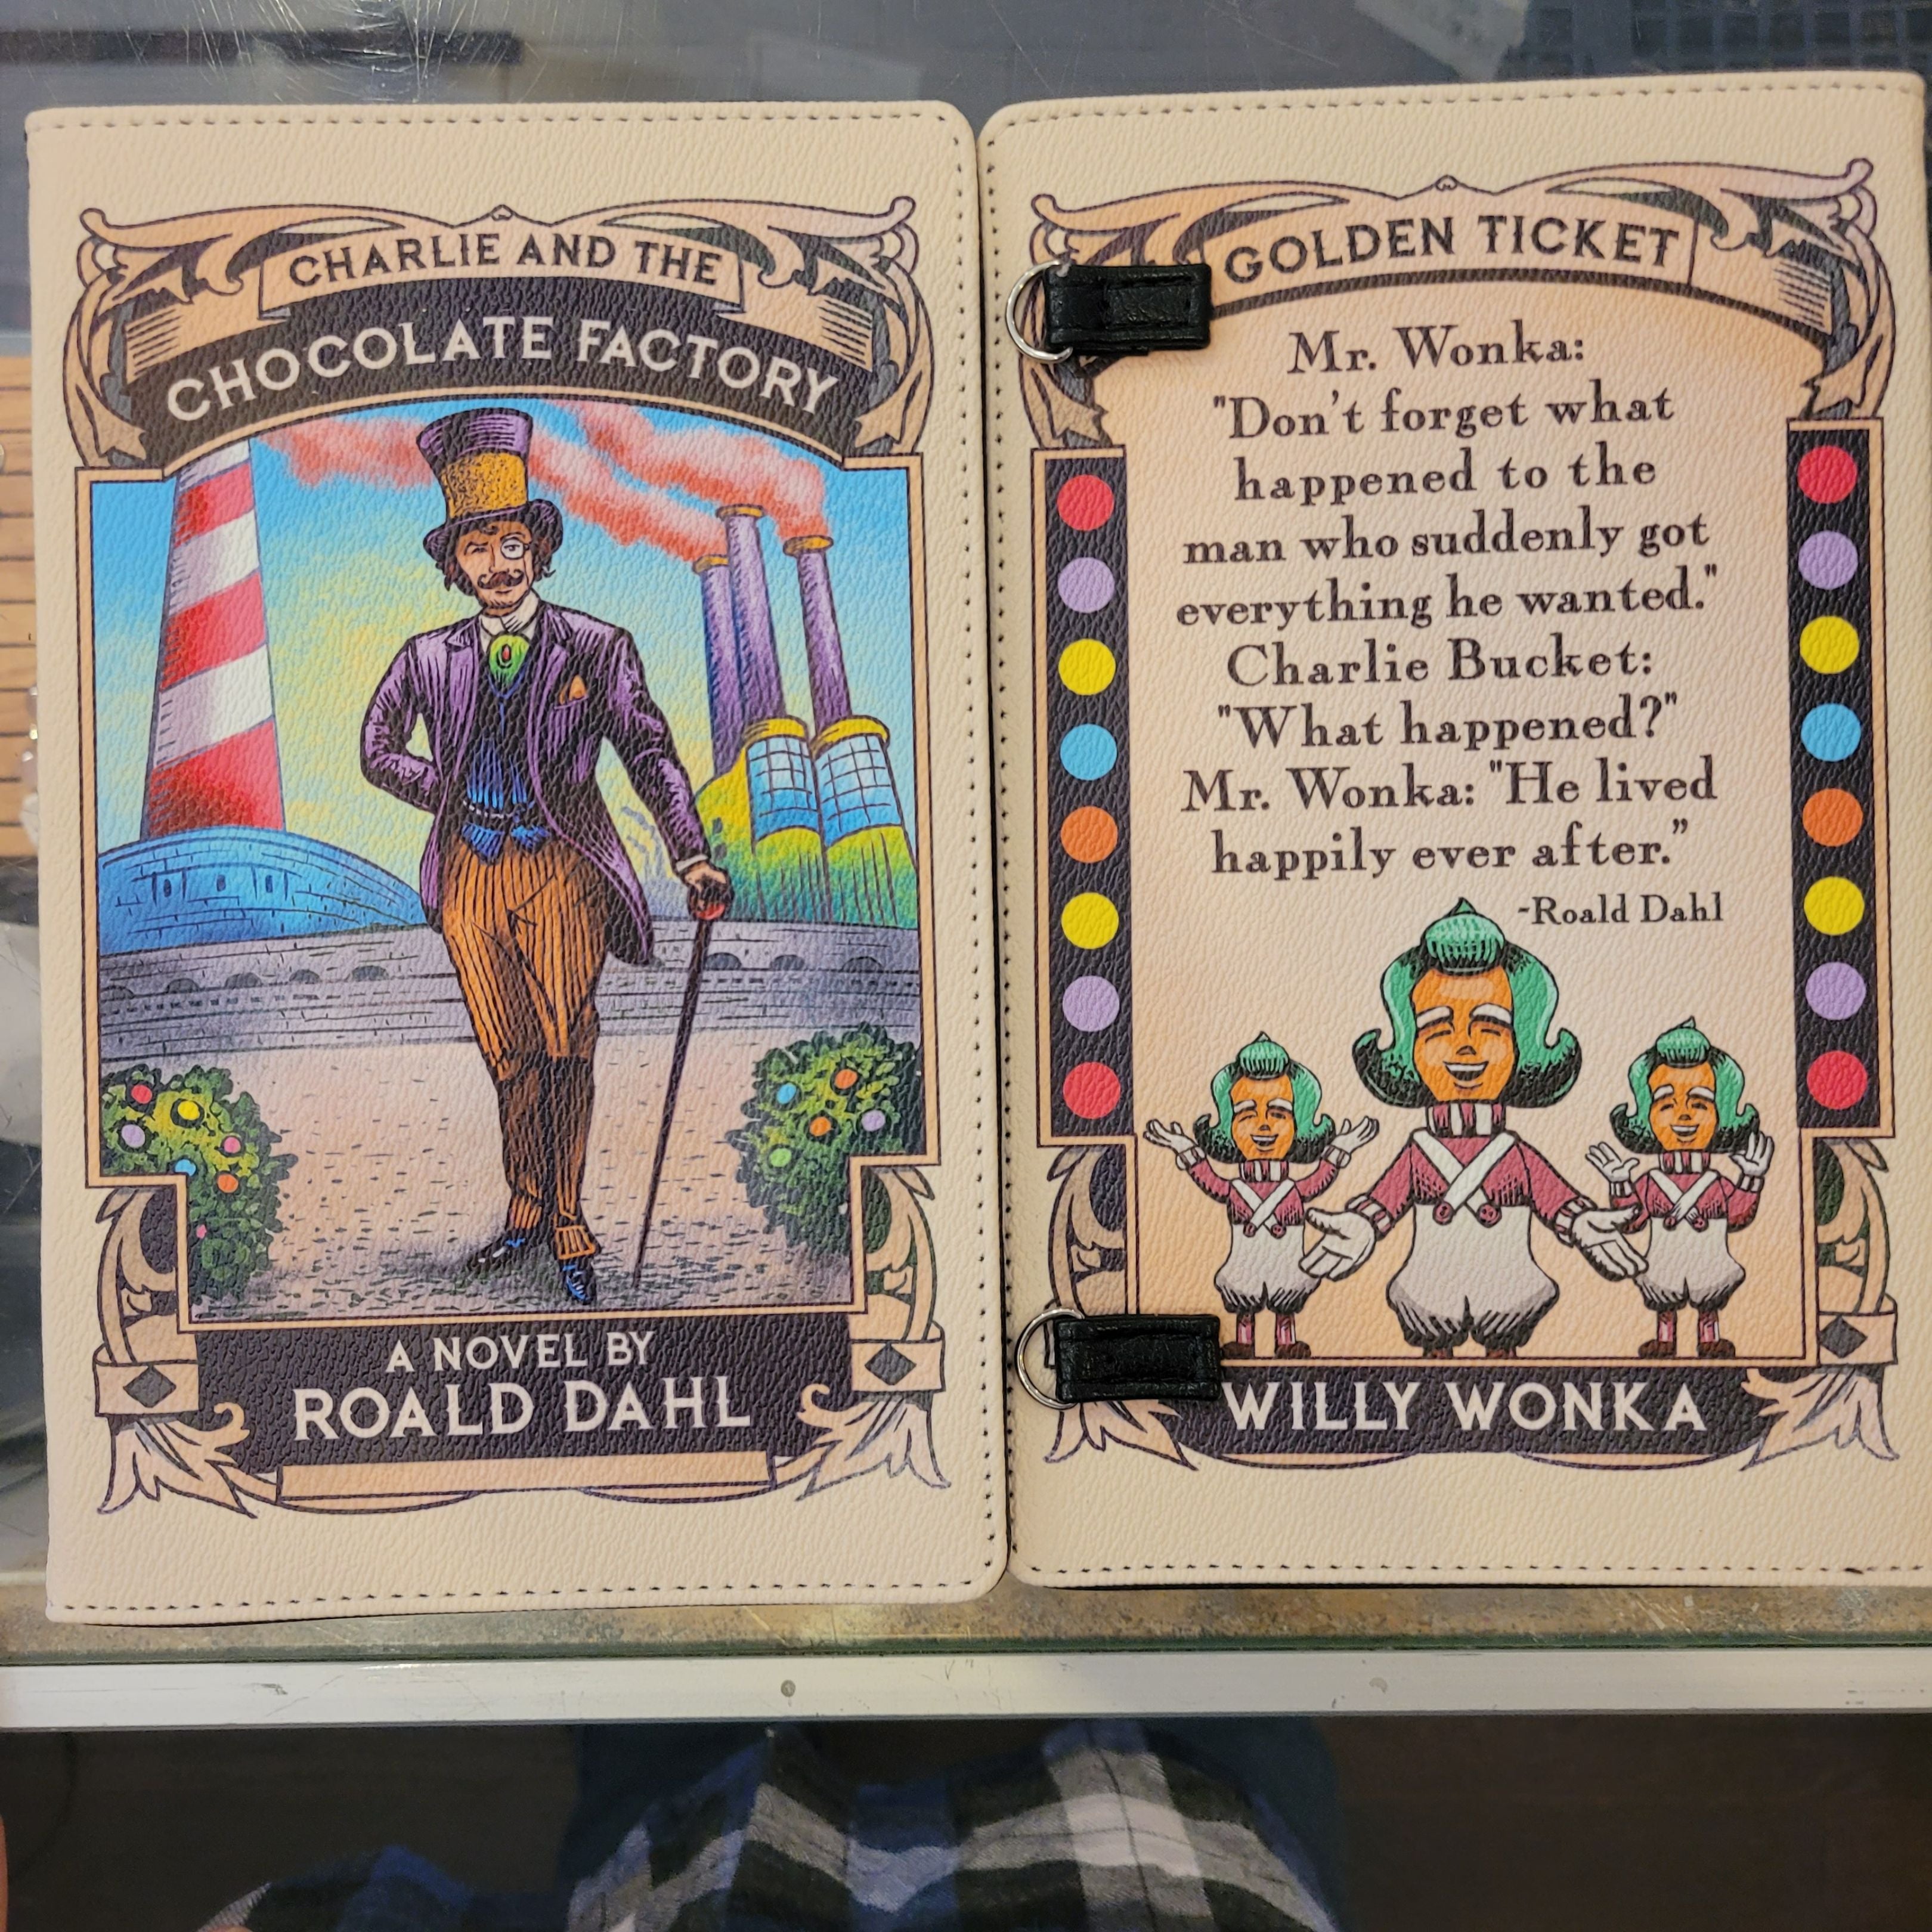 CHARLIE AND THE
CHOCOLATE FACTORY
A NOVEL BY
ROALD DAHL
GOLDEN TICKET
Mr. Wonka:
"Don't forget what
happened to the
man who suddenly got
everything he wanted."
Charlie Bucket:
"What happened?"
Mr. Wonka: "He lived
happily ever after.”
-Roald Dahl
WILLY WONKA